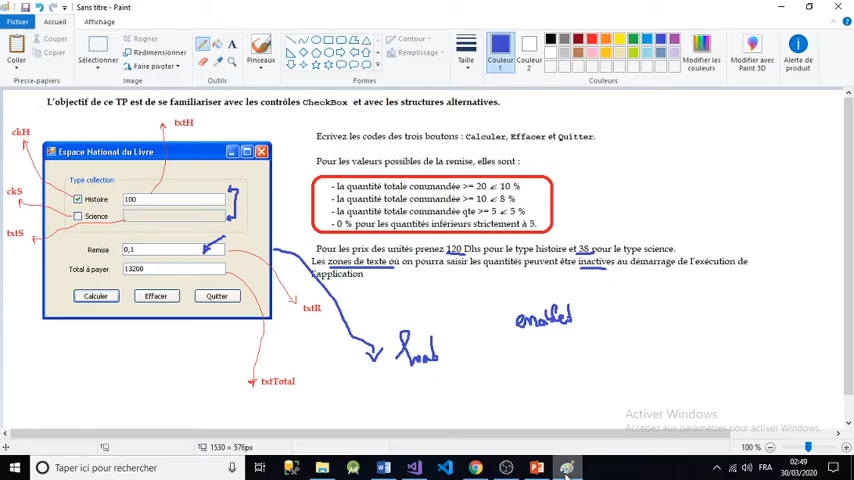 Sans titre - Paint
Fichier
Accueil
Affichage
Coller
Couper
Copier
Sélectionner
Rogner
Redimensionner
Faire pivoter
A
Pinceaux
Contour
Remplissage
Taille
Couleur
1
Couleur
2
Modifier les
couleurs
Modifier avec
Paint 3D
Alerte de
produit
Presse-papiers
Image
Outils
Formes
Couleurs
L'objectif de ce TP est de se familiariser avec les contrôles CheckBox et avec les structures alternatives.
txtH
ckH
Ecrivez les codes des trois boutons : Calculer, Effacer et Quitter.
Espace National du Livre
Pour les valeurs possibles de la remise, elles sont :
Type collection
ckS
Histoire
100
Science
txtS
- la quantité totale commandée >= 20 10 %
- la quantité totale commandée >= 10 8 %
- la quantité totale commandée qte >= 5 5 %
- 0 % pour les quantités inférieurs strictement à 5.
Remise
0,1
Total à payer
13200
Pour les prix des unités prenez 120 Dhs pour le type histoire et 38 pour le type science.
Les zones de texte où on pourra saisir les quantités peuvent être inactives au démarrage de l'exécution de
l'application
Calculer
Effacer
Quitter
txtR
enabled
txtTotal
Activer Windows
Accédez aux paramètres pour activer Windows.
1530 × 576px
100 %
Taper ici pour rechercher
FRA
02:49
30/03/2020